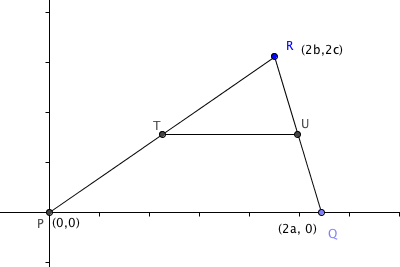 R (2b,2c)
T
U
P (0,0)
(2a, 0)
Q